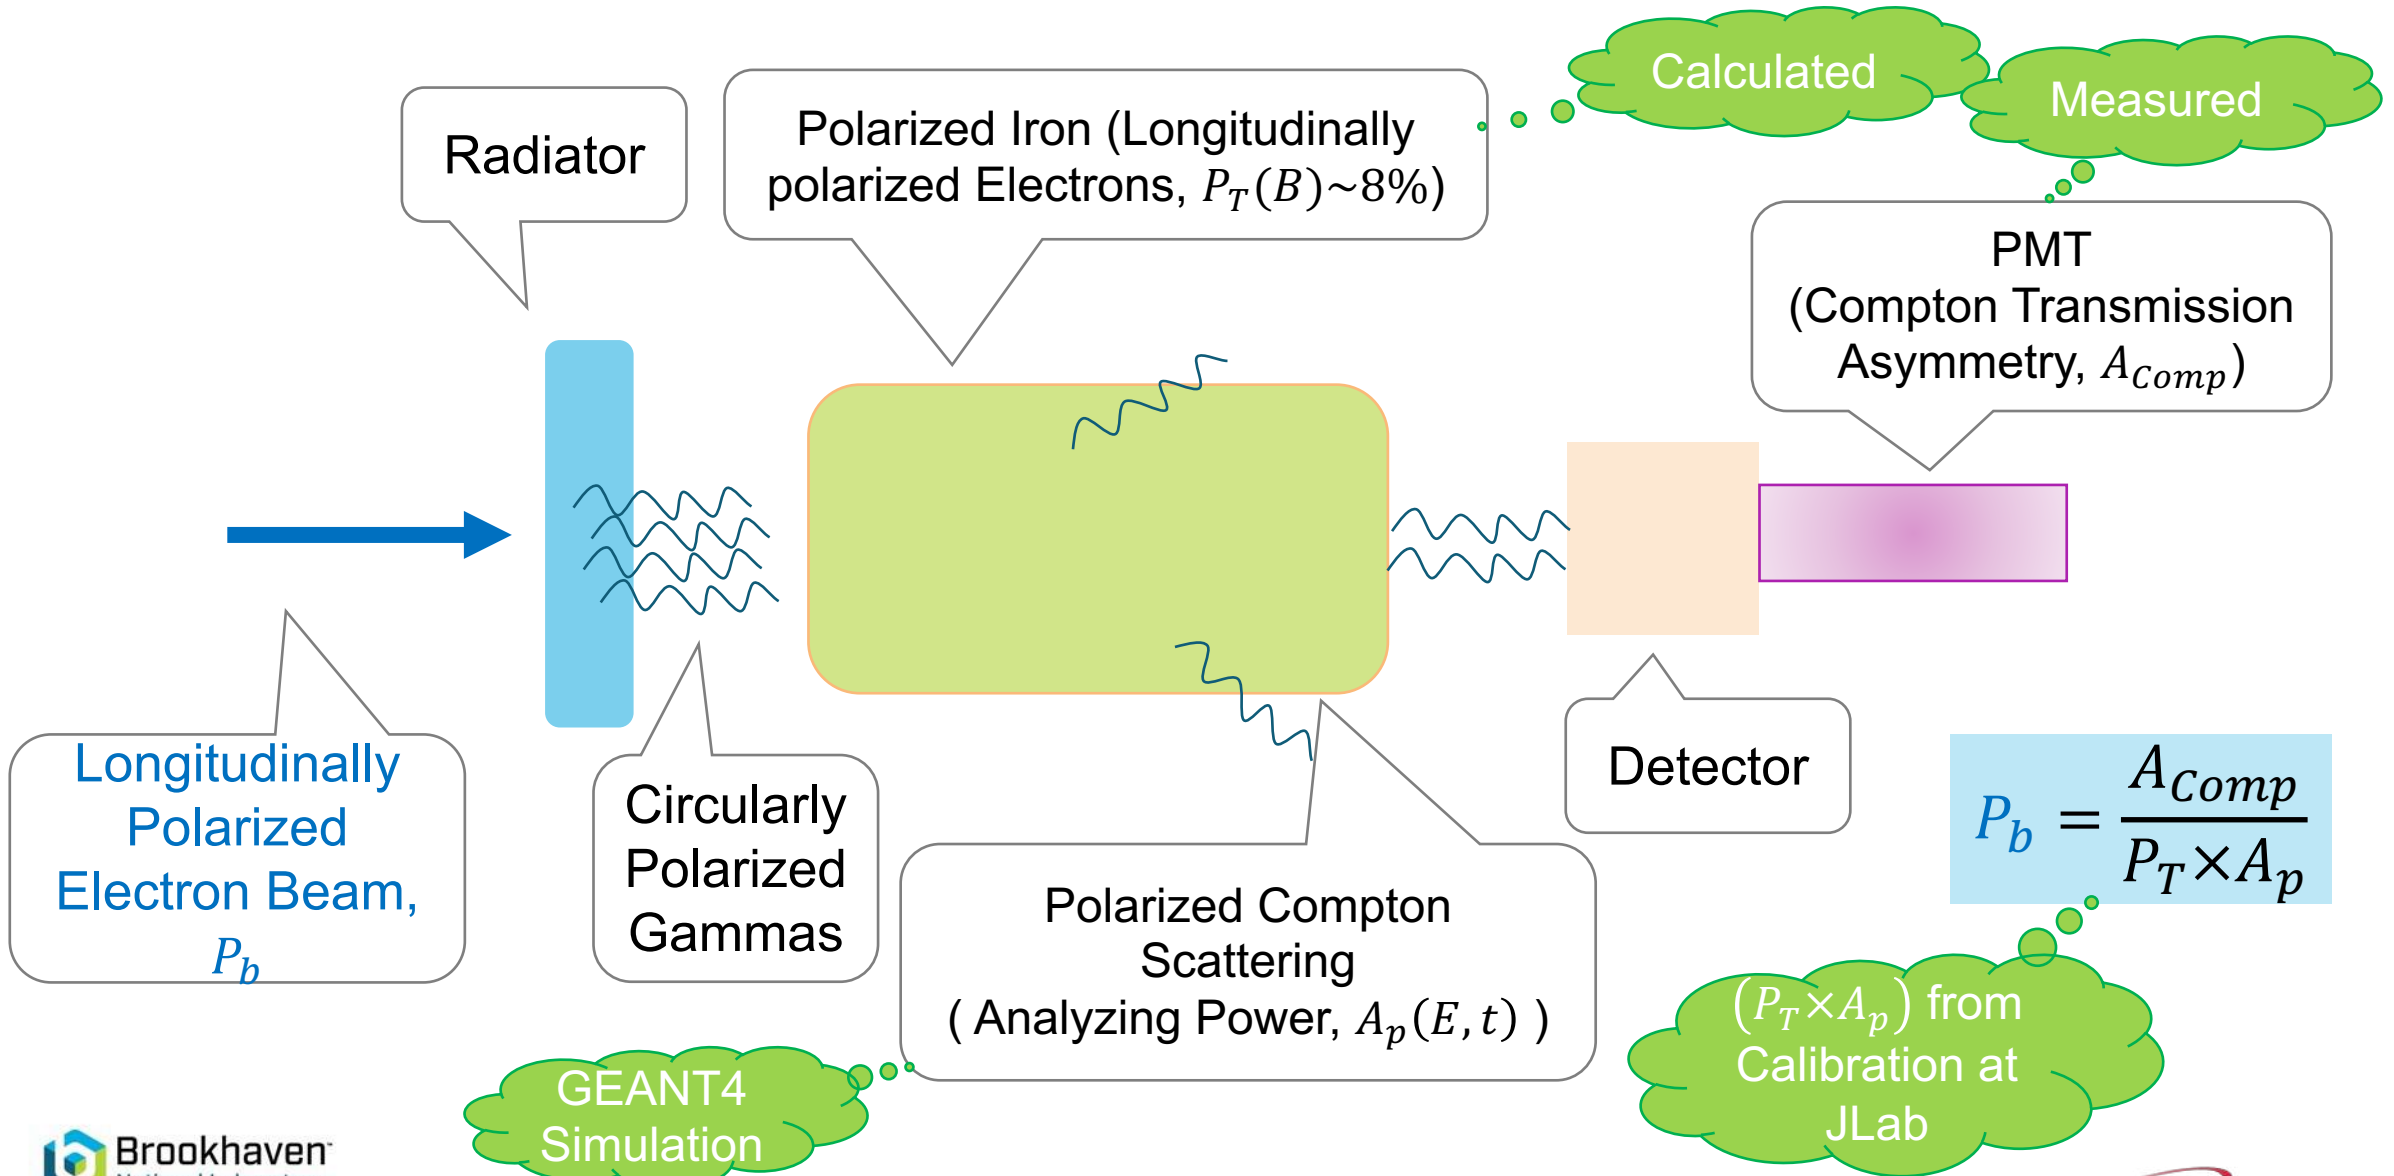 Calculated
Measured
Radiator
Polarized Iron (Longitudinally
polarized Electrons, P_T(B)~8%)
PMT
(Compton Transmission
Asymmetry, A_Comp)
Longitudinally
Polarized
Electron Beam,
P_b
Circularly
Polarized
Gammas
Polarized Compton
Scattering
( Analyzing Power, A_p(E, t) )
Detector
P_b = A_Comp / P_T×A_p
(P_T×A_p) from
Calibration at
JLab
GEANT4
Simulation
Brookhaven™